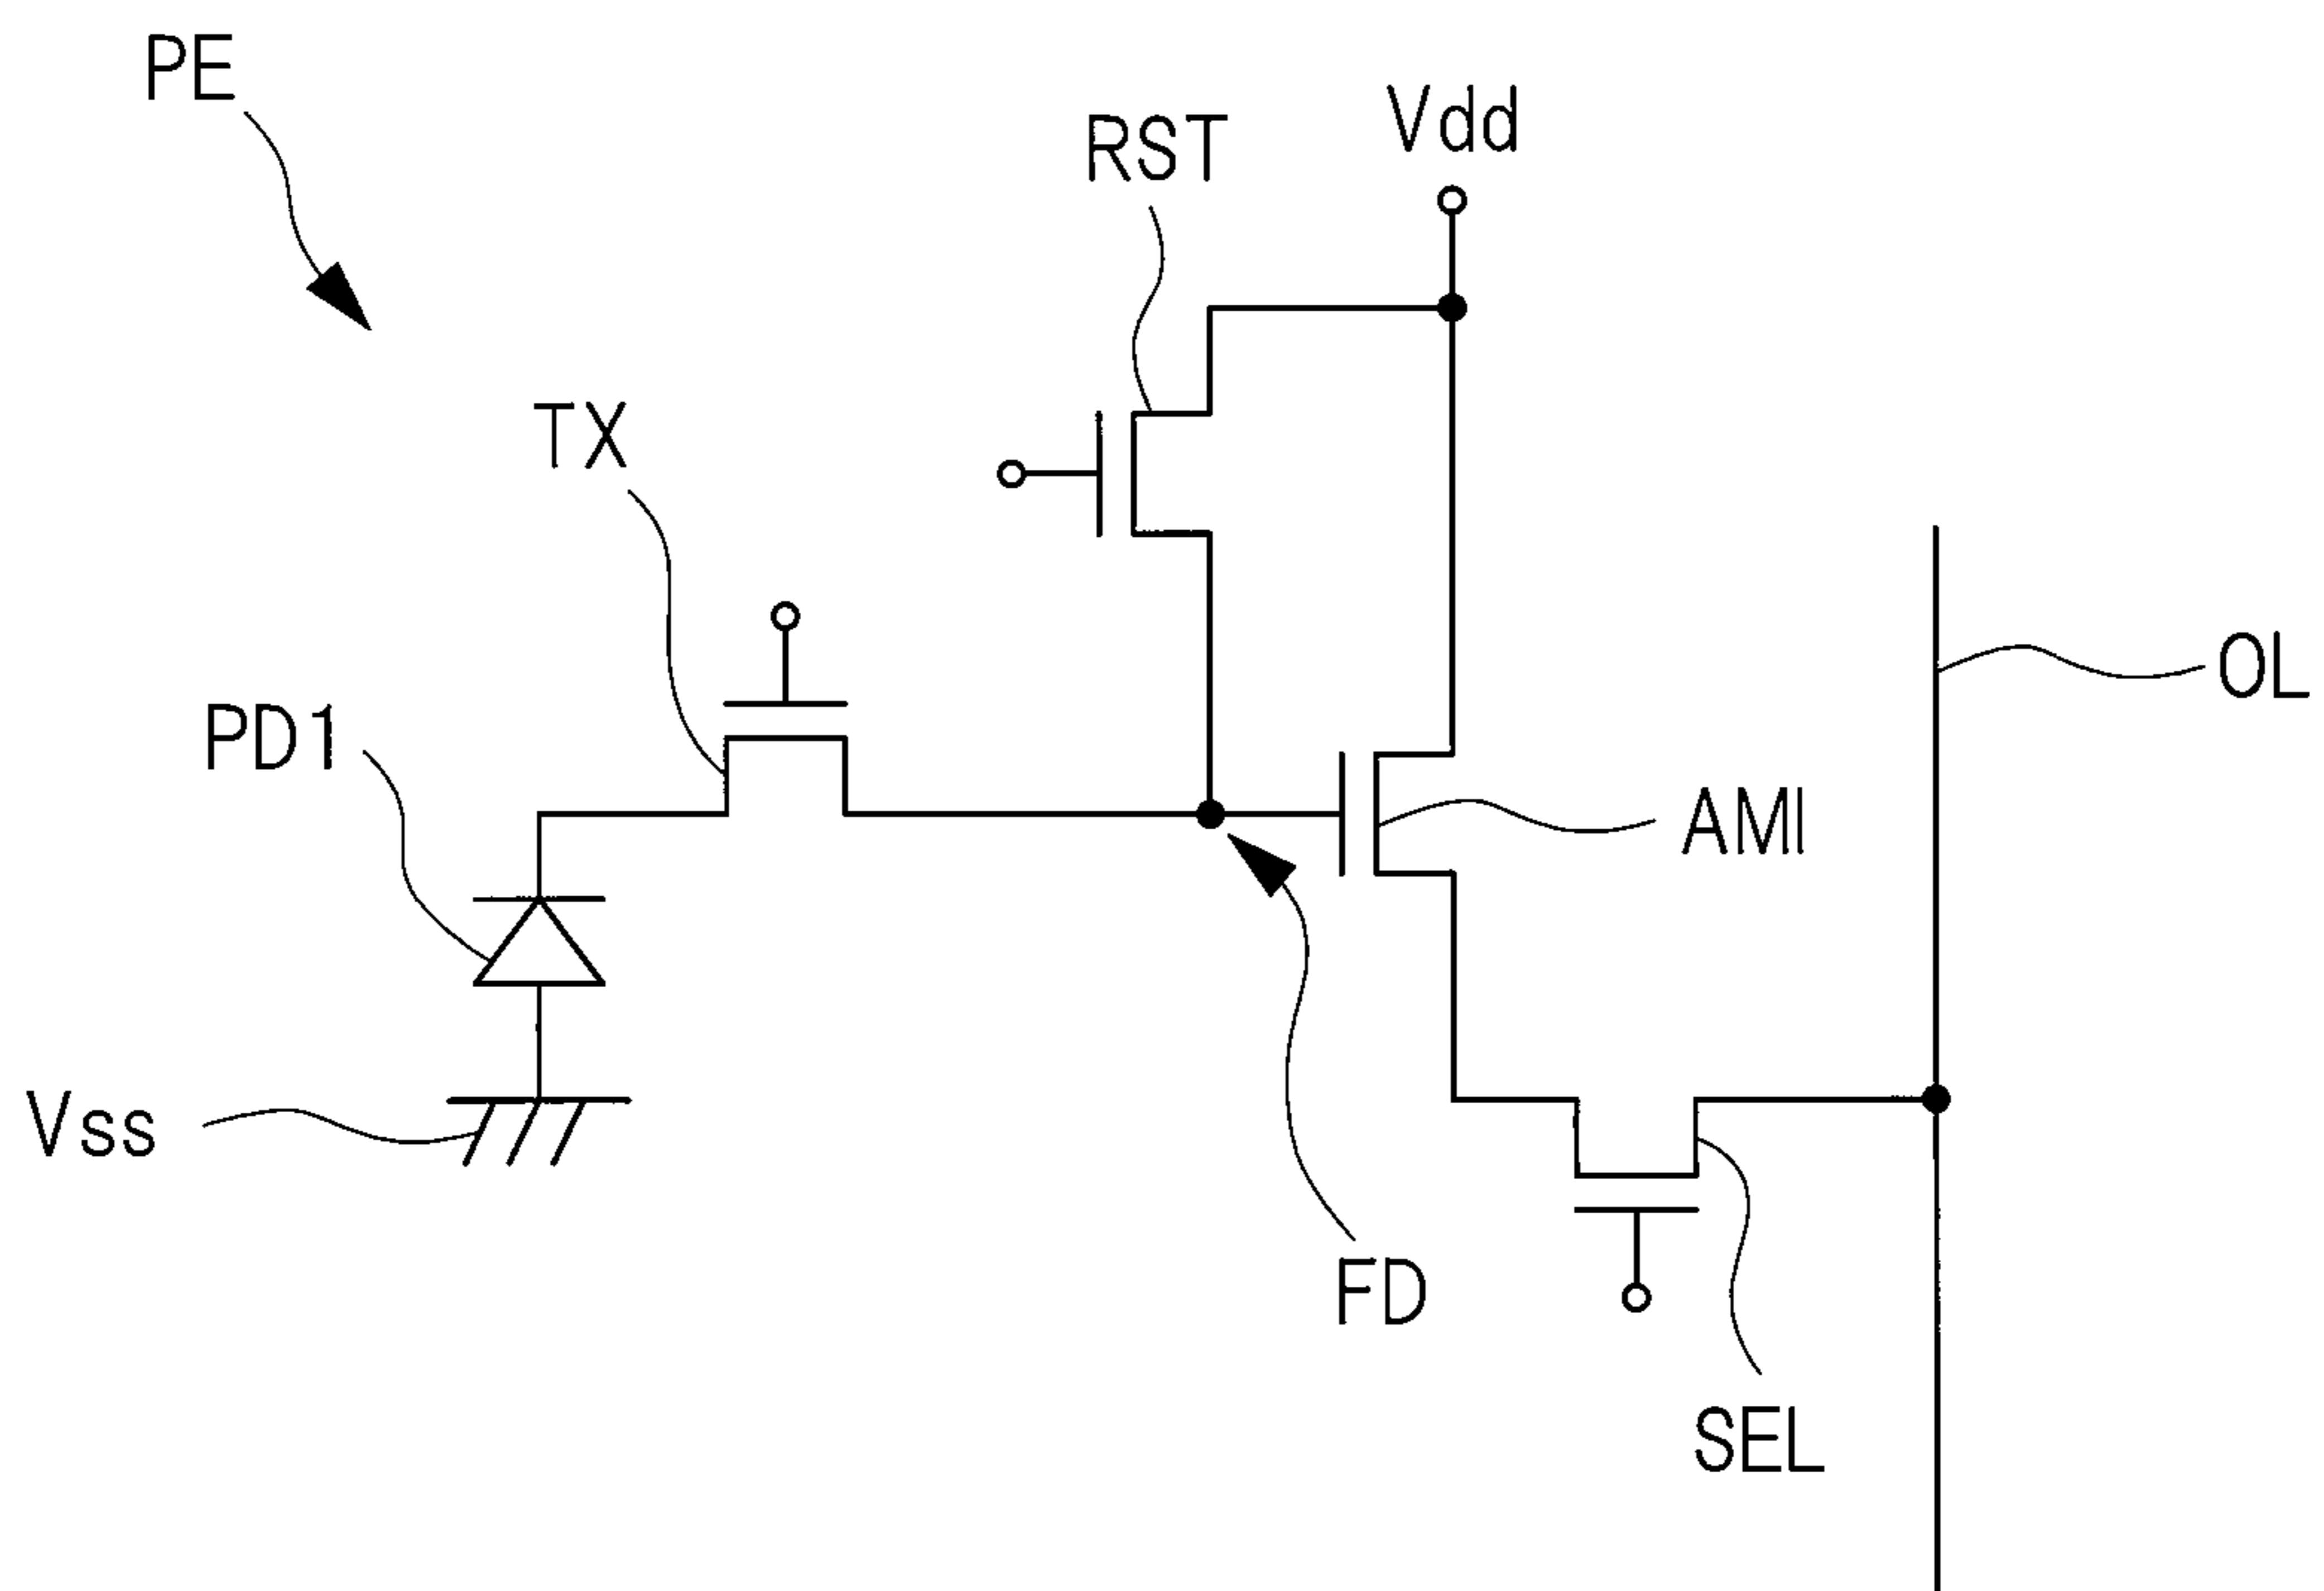 PE
Vdd
RST
TX
OL
PD1
AMI
Vss
FD
SEL